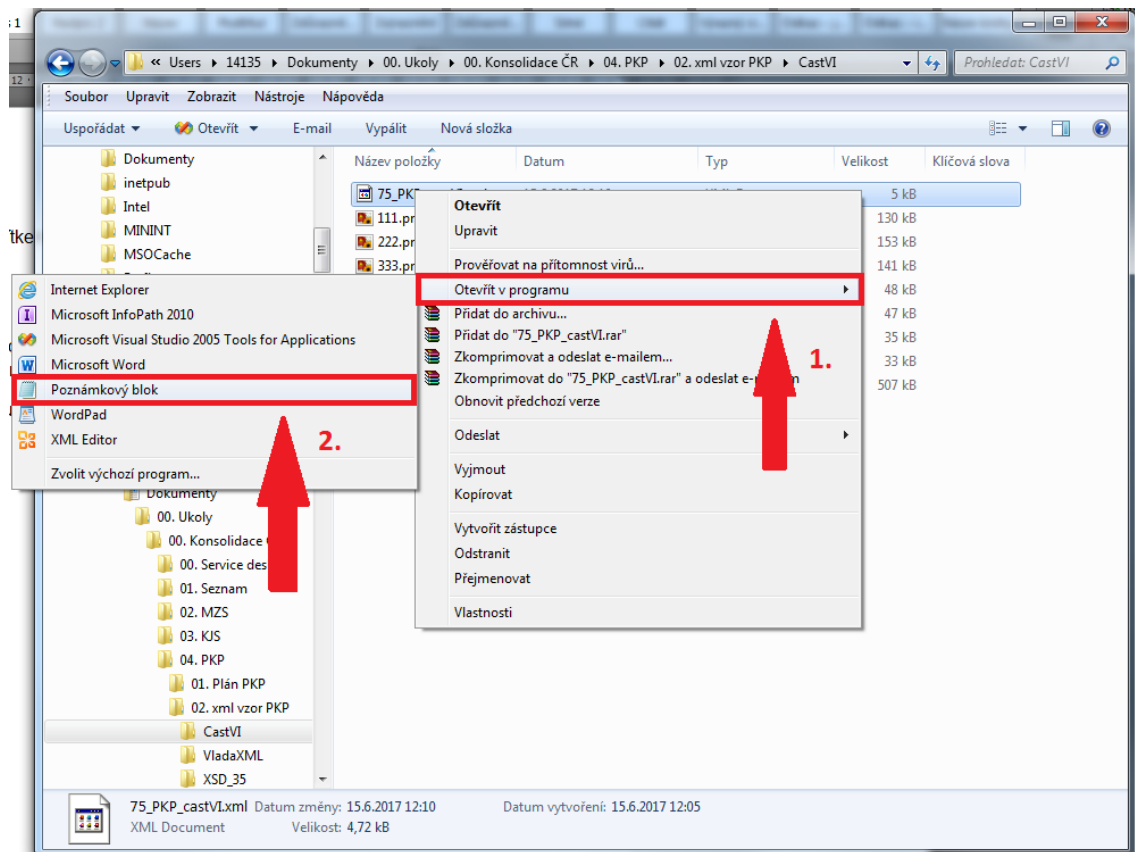 « Users ▸ 14135 ▸ Dokumenty ▸ 00. Ukoly ▸ 00. Konsolidace ČR ▸ 04. PKP ▸ 02. xml vzor PKP ▸ CastVI
Prohledat: CastVI
12
Soubor Upravit Zobrazit Nástroje Nápověda
Uspořádat Otevřít E-mail Vypálit Nová složka
Název položky Datum Typ Velikost Klíčová slova
Dokumenty
inetpub
Intel
MININT
MSOCache
75_PK 5 kB
111.pr 130 kB
222.pr 153 kB
333.pr 141 kB
48 kB
47 kB
35 kB
33 kB
507 kB
Otevřít
Upravit
Prověřovat na přítomnost virů...
Otevřít v programu
Přidat do archivu...
Přidat do "75_PKP_castVI.rar"
Zkomprimovat a odeslat e-mailem...
Zkomprimovat do "75_PKP_castVI.rar" a odeslat e-
Obnovit předchozí verze
Odeslat
Vyjmout
Kopírovat
Vytvořit zástupce
Odstranit
Přejmenovat
Vlastnosti
1.
Internet Explorer
Microsoft InfoPath 2010
Microsoft Visual Studio 2005 Tools for Applications
Microsoft Word
Poznámkový blok
WordPad
XML Editor
Zvolit výchozí program...
2.
Dokumenty
00. Ukoly
00. Konsolidace
00. Service des
01. Seznam
02. MZS
03. KJS
04. PKP
01. Plán PKP
02. xml vzor PKP
CastVI
VladaXML
XSD_35
75_PKP_castVI.xml Datum změny: 15.6.2017 12:10 Datum vytvoření: 15.6.2017 12:05
XML Document Velikost: 4,72 kB